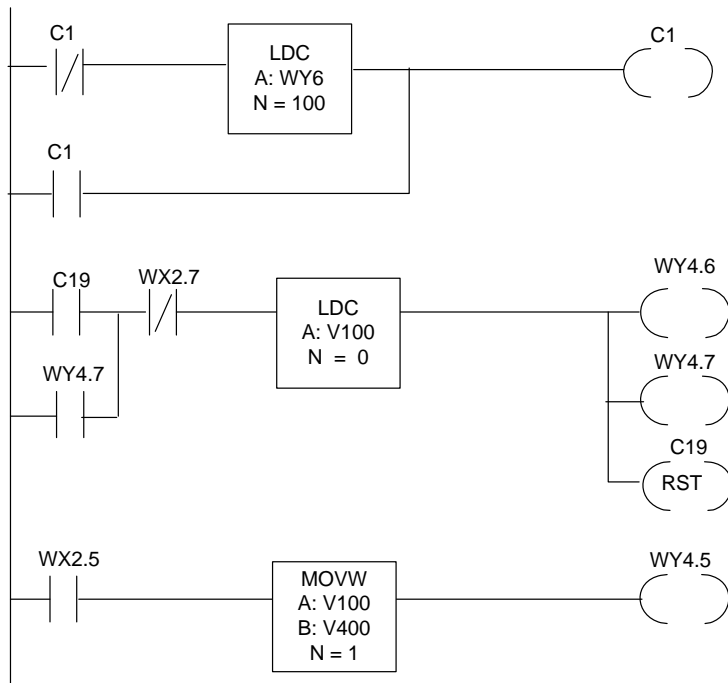 C1
C1
LDC
A: WY6
N = 100
C1
C19
WX2.7
WY4.6
LDC
A: V100
N = 0
WY4.7
WY4.7
C19
RST
WX2.5
WY4.5
MOVW
A: V100
B: V400
N = 1